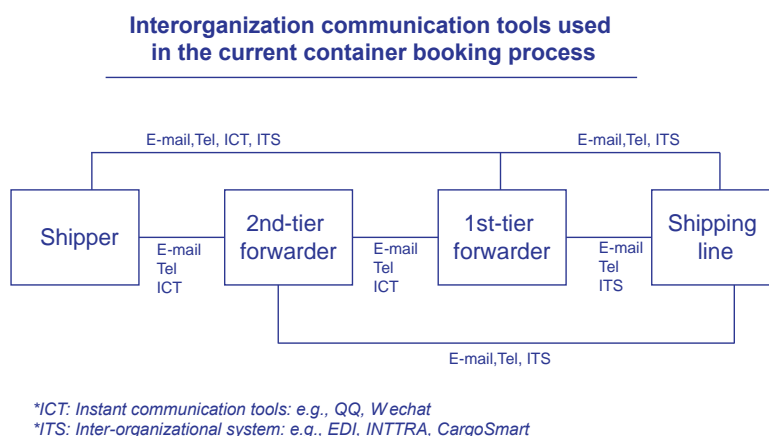 Interorganization communication tools used
in the current container booking process
E-mail,Tel, ICT, ITS
E-mail,Tel, ITS
Shipper
E-mail
Tel
ICT
2nd-tier
forwarder
E-mail
Tel
ICT
1st-tier
forwarder
E-mail
Tel
ITS
Shipping
line
E-mail,Tel, ITS
*ICT: Instant communication tools: e.g., QQ, Wechat
*ITS: Inter-organizational system: e.g., EDI, INTTRA, CargoSmart